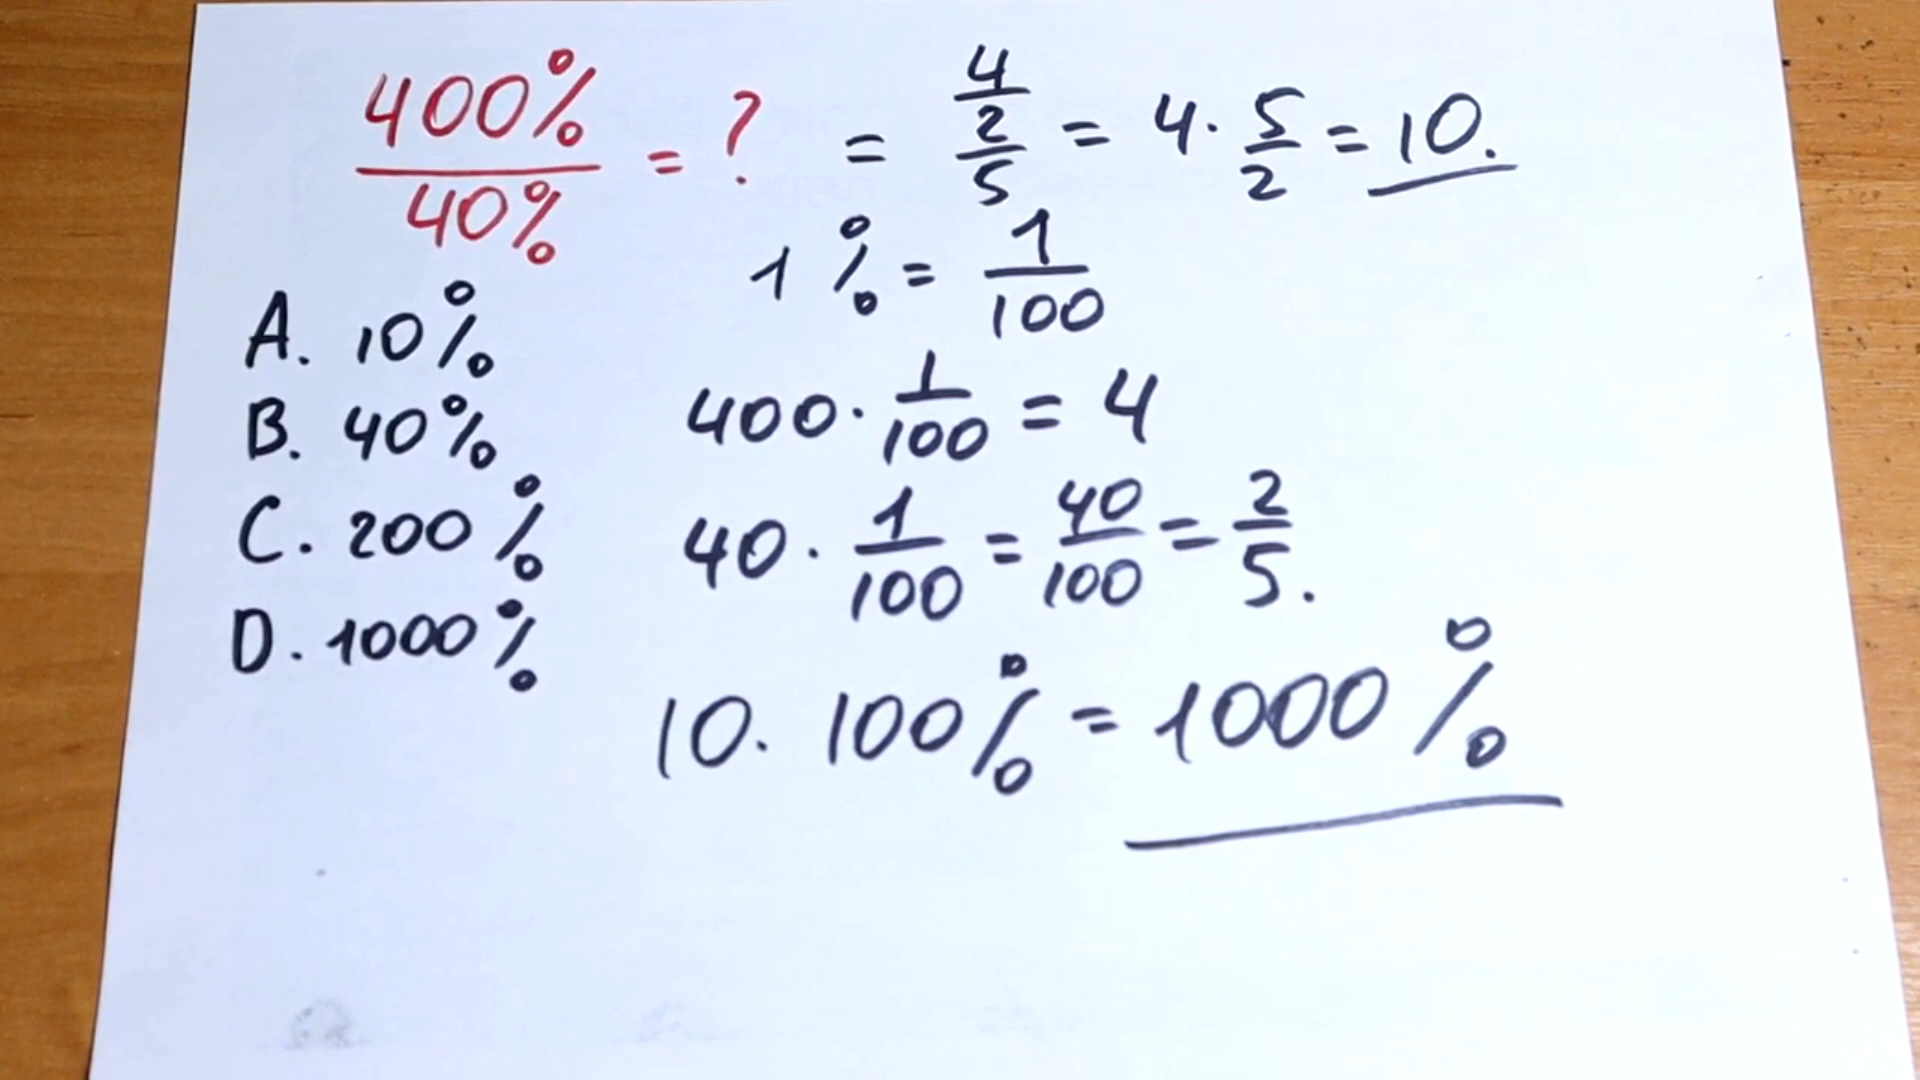 400% / 40% = ? = 4 / (2/5) = 4 · 5/2 = 10.
1% = 1/100
A. 10%
400 · 1/100 = 4
B. 40%
40 · 1/100 = 40/100 = 2/5.
C. 200%
D. 1000%
10 · 100% = 1000%